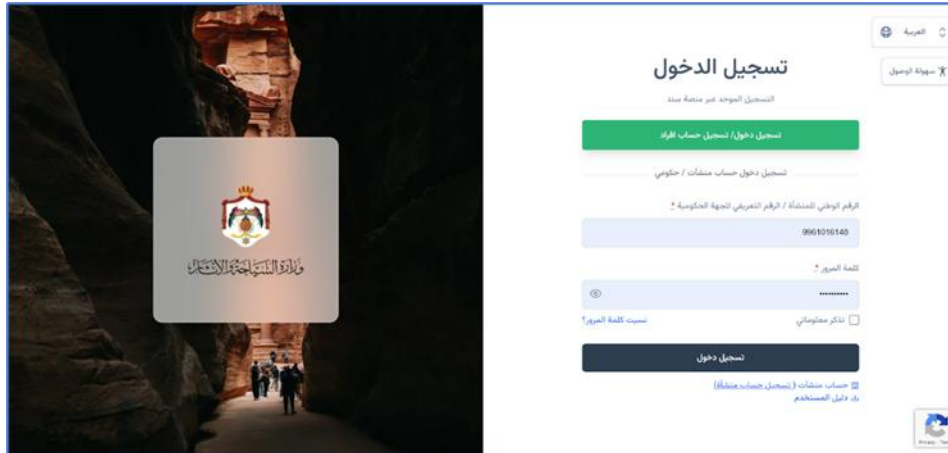 العربية
سهولة الوصول
تسجيل الدخول
التسجيل الموحد عبر منصة سند
تسجيل دخول/ تسجيل حساب افراد
تسجيل دخول حساب منشآت / حكومي
الرقم الوطني للمنشأة / الرقم التعريفي للجهة الحكومية *
9961016148
كلمة المرور *
••••••••••
تذكر معلوماتي
نسيت كلمة المرور؟
تسجيل دخول
حساب منشآت ( تسجيل حساب منشأة)
دليل المستخدم
وزارة السياحة والآثار